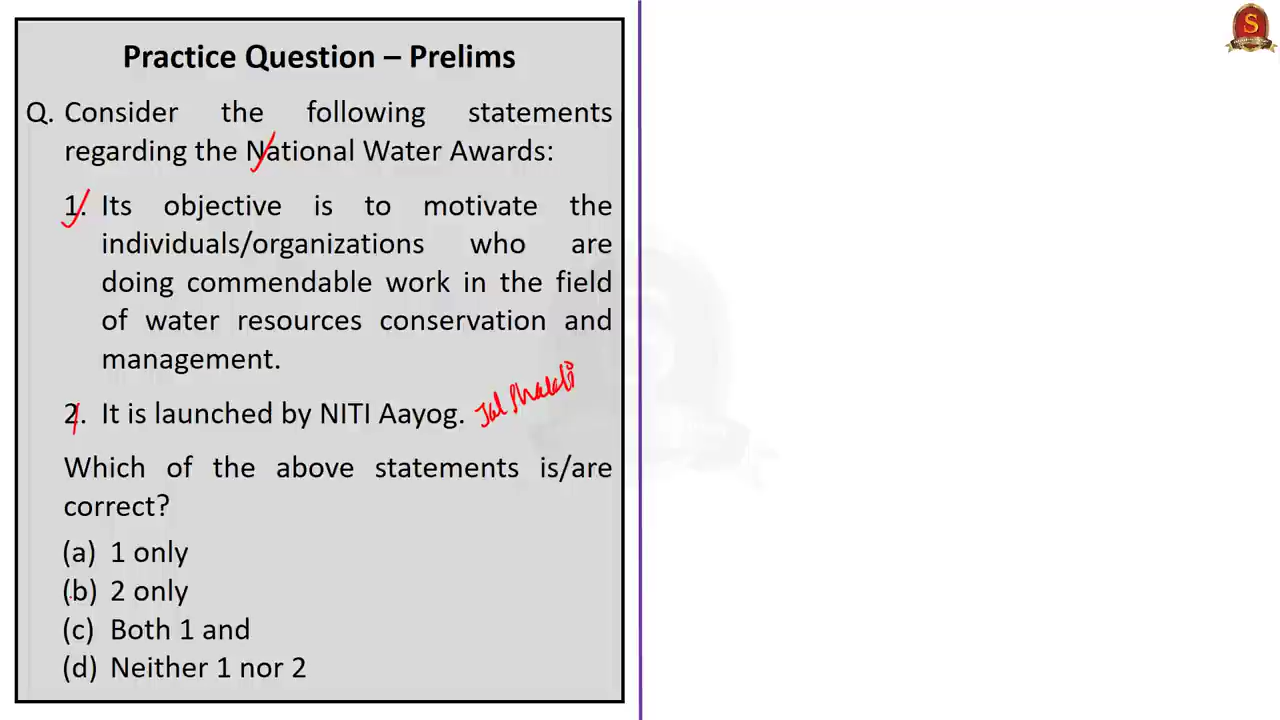 Practice Question – Prelims
Q. Consider the following statements
regarding the National Water Awards:
1. Its objective is to motivate the
individuals/organizations who are
doing commendable work in the field
of water resources conservation and
management.
2. It is launched by NITI Aayog. Jal Shakti
Which of the above statements is/are
correct?
(a) 1 only
(b) 2 only
(c) Both 1 and
(d) Neither 1 nor 2
S